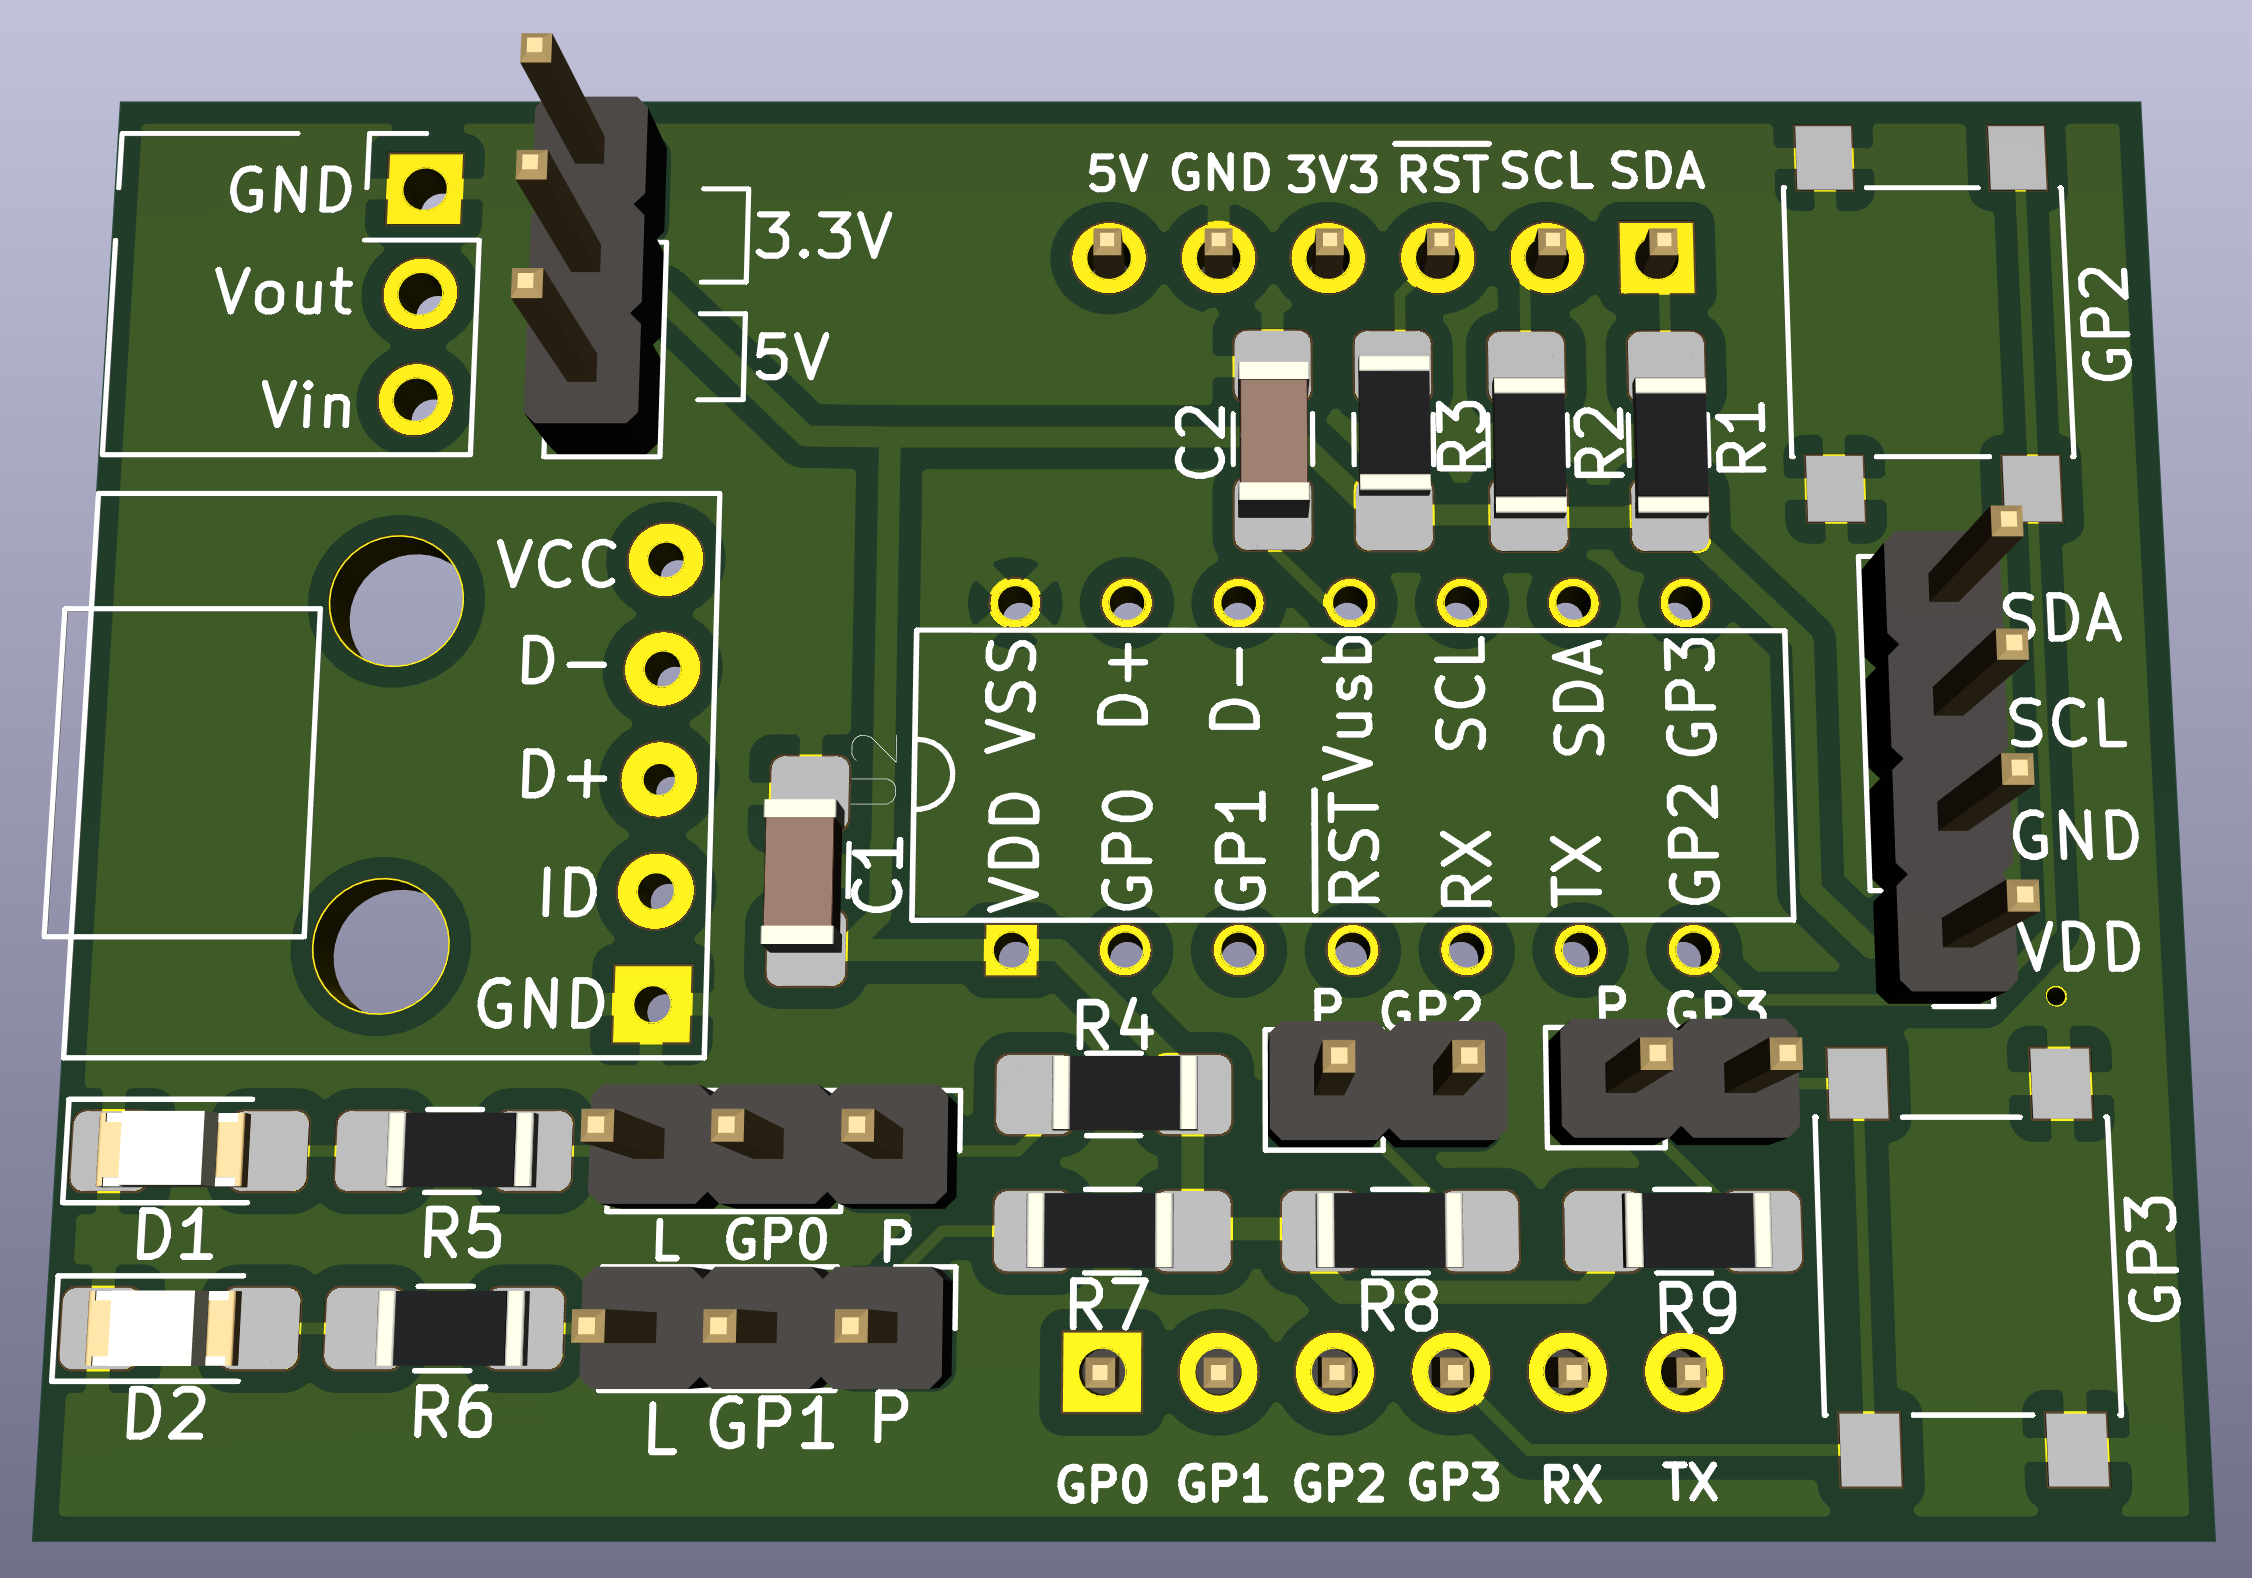 5V GND 3V3 RST SCL SDA
GND
Vout
Vin
3.3V
5V
GP2
C2
R3
R2
R1
VCC
D-
D+
ID
GND
U2
C1
VSS D+ D- Vusb SCL SDA GP3
VDD GP0 GP1 RST RX TX GP2
SDA
SCL
GND
VDD
R4
P GP2
P GP3
D1
R5
L GP0 P
R7
R8
R9
GP3
D2
R6
L GP1 P
GP0 GP1 GP2 GP3 RX TX